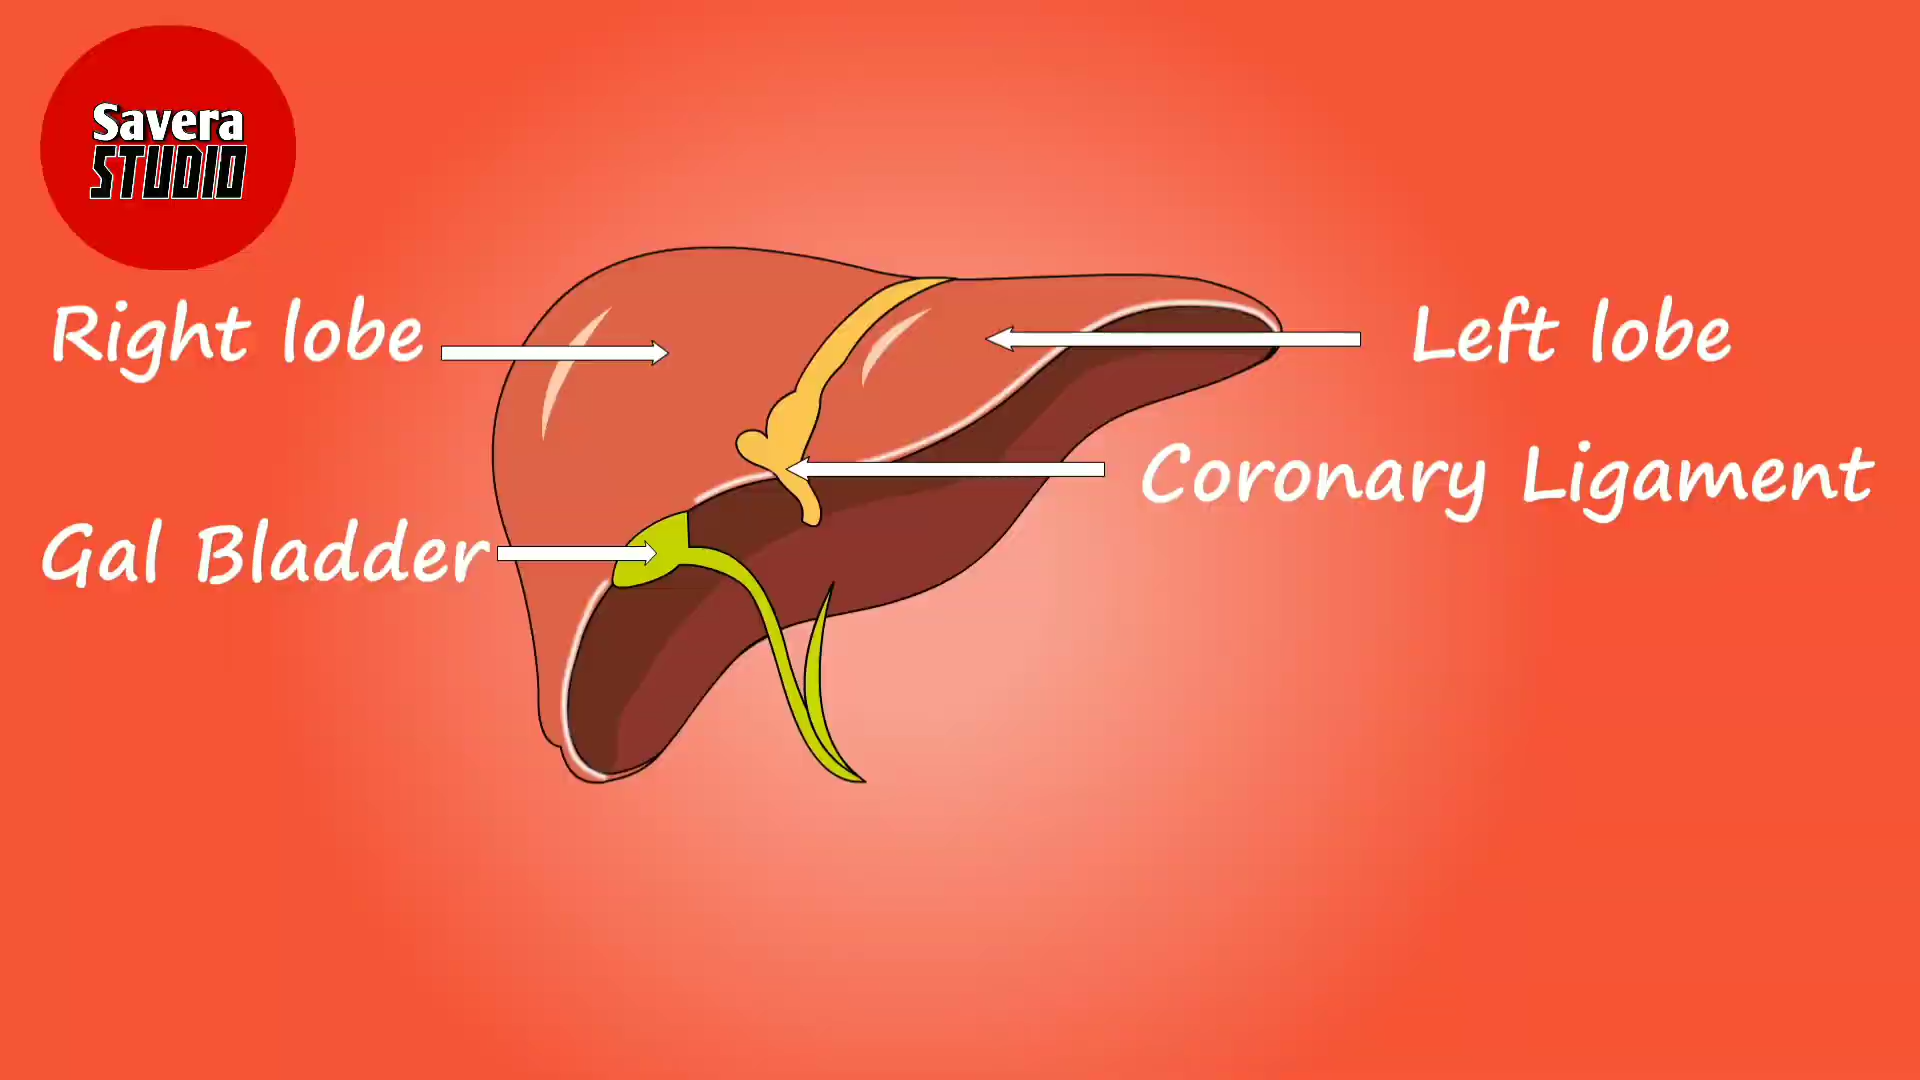 Savera
STUDIO
Right lobe
Left lobe
Coronary Ligament
Gal Bladder